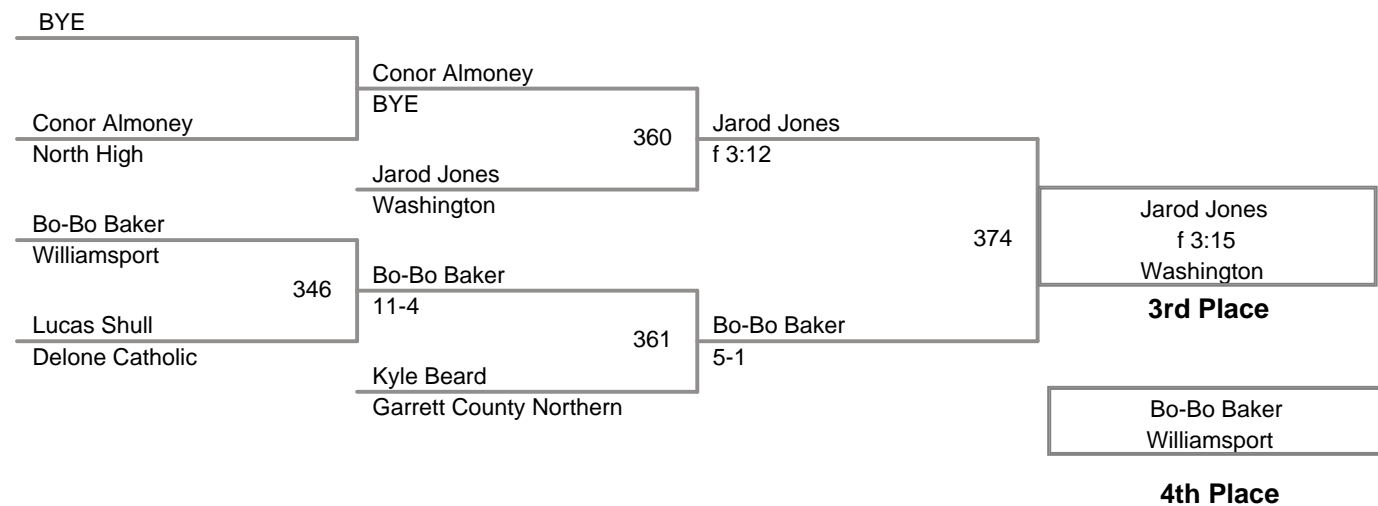 BYE
Conor Almoney
North High
Bo-Bo Baker
Williamsport
346
Lucas Shull
Delone Catholic
Conor Almoney
BYE
360
Jarod Jones
Washington
Bo-Bo Baker
11-4
361
Kyle Beard
Garrett County Northern
Jarod Jones
f 3:12
374
Bo-Bo Baker
5-1
Jarod Jones
f 3:15
Washington
3rd Place
Bo-Bo Baker
Williamsport
4th Place